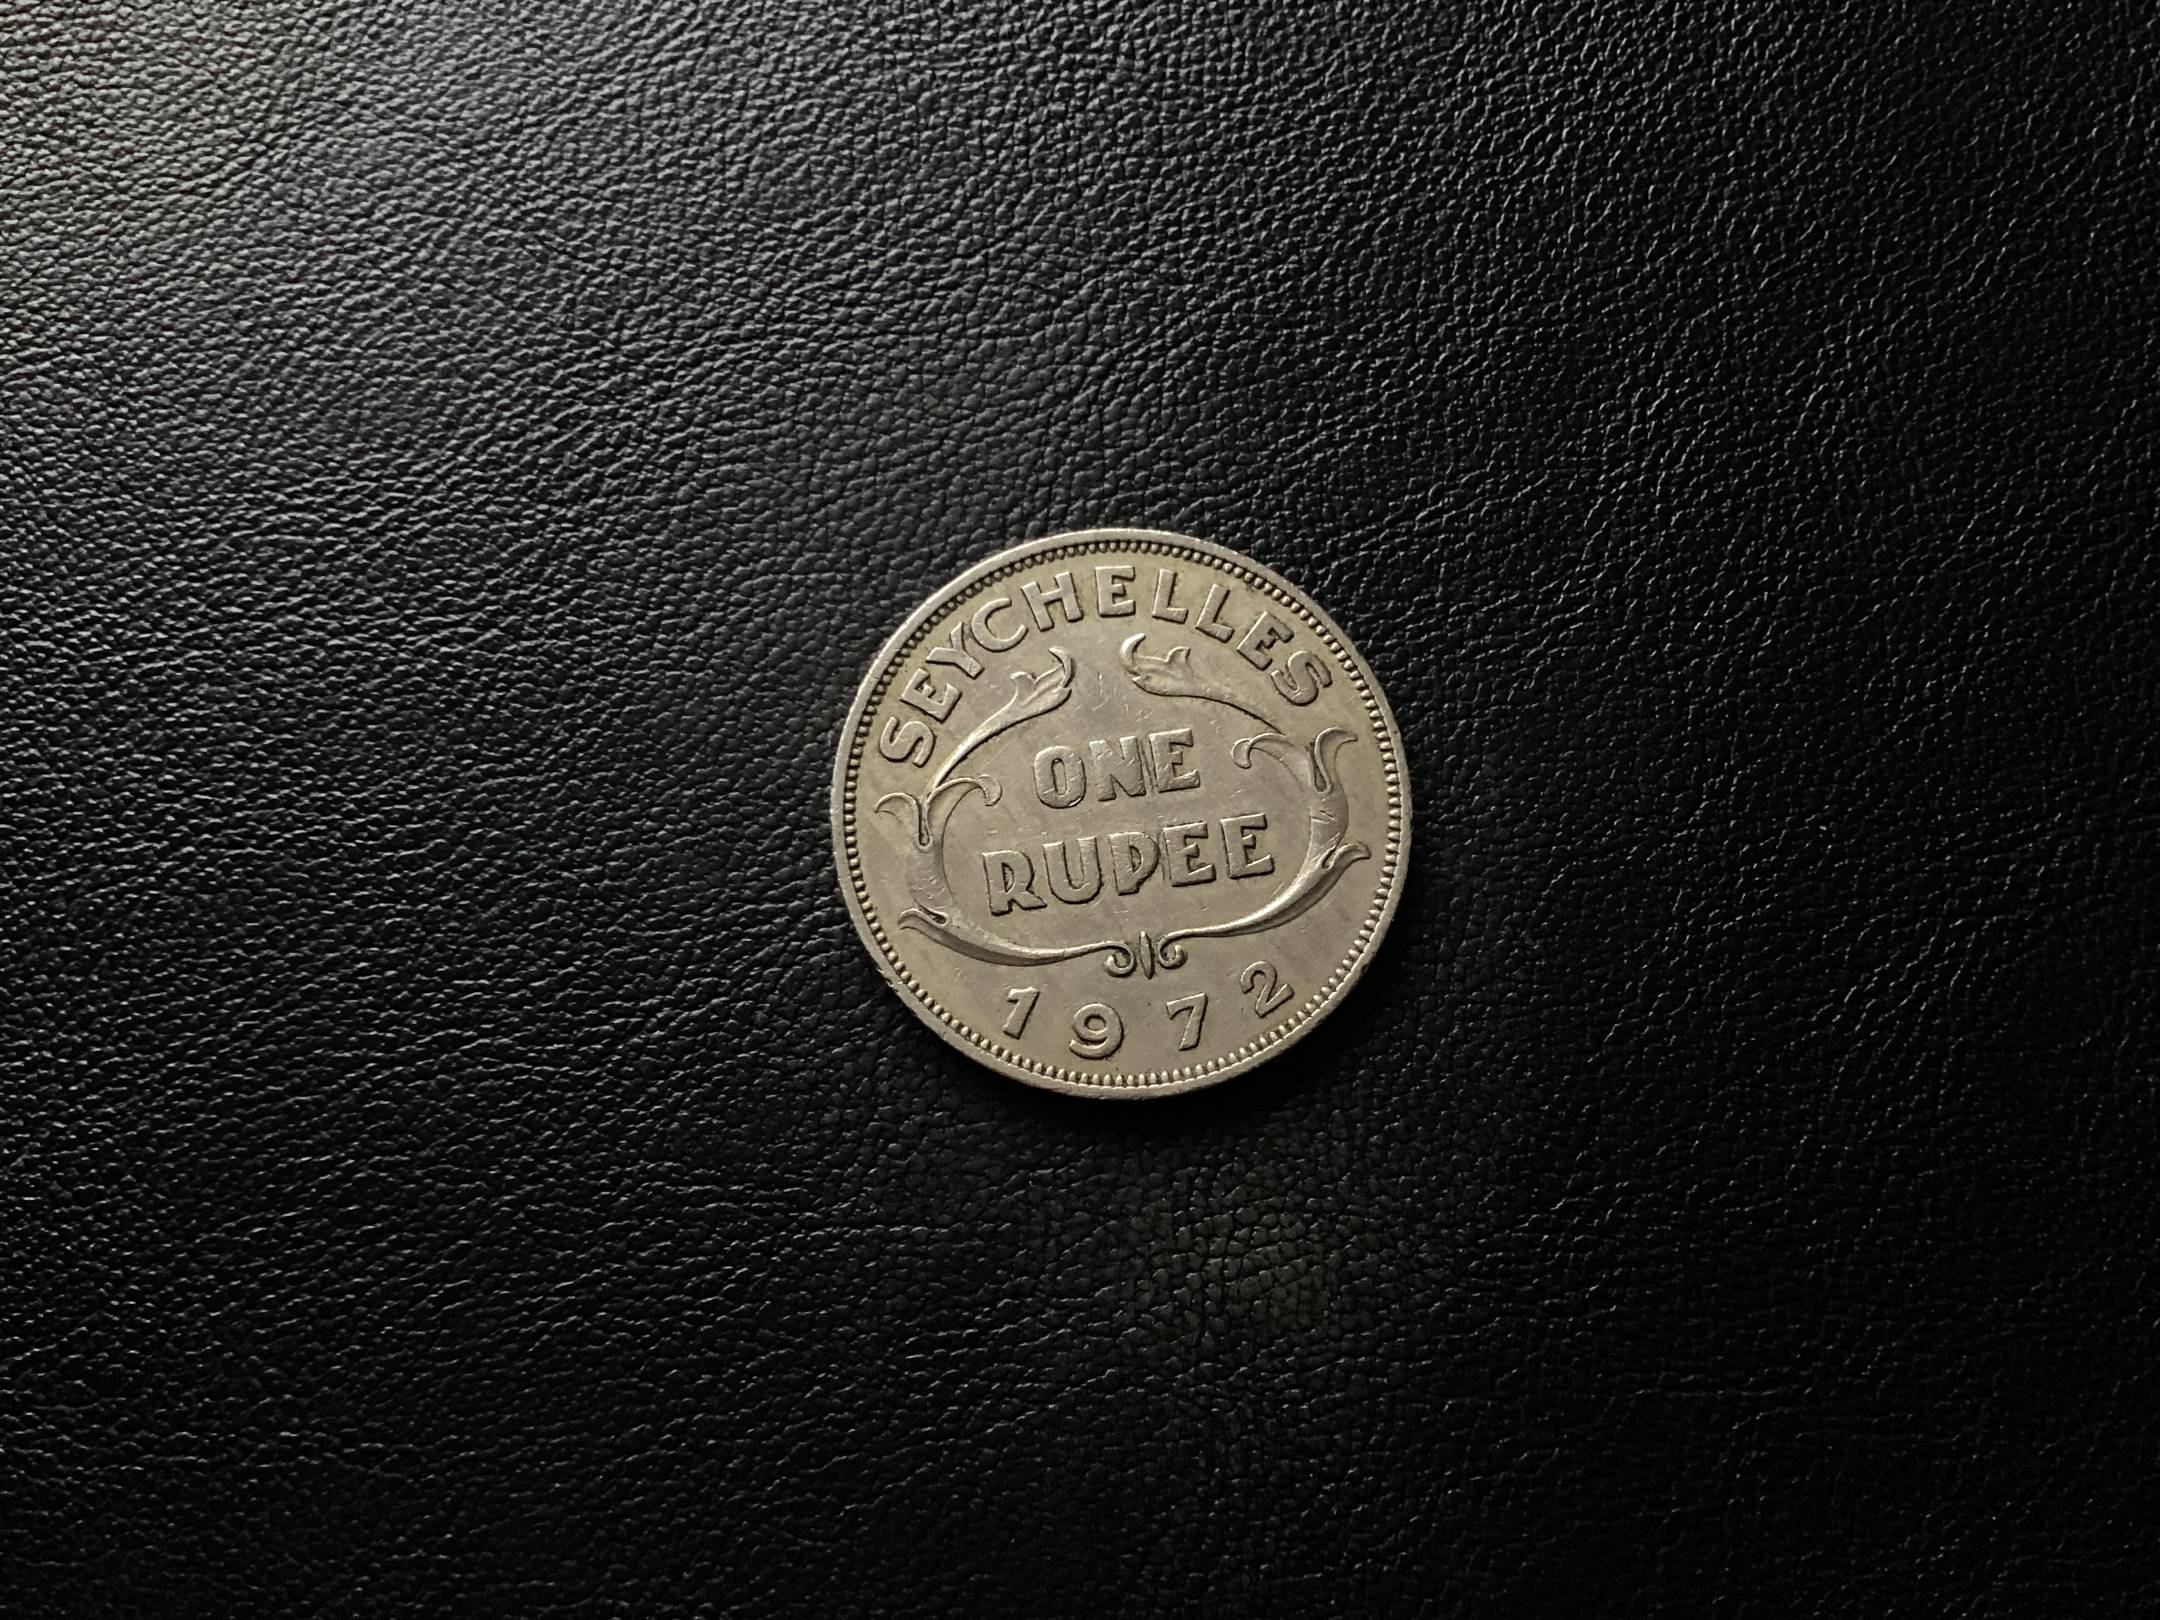 SEYCHELLES
ONE
RUPEE
1972